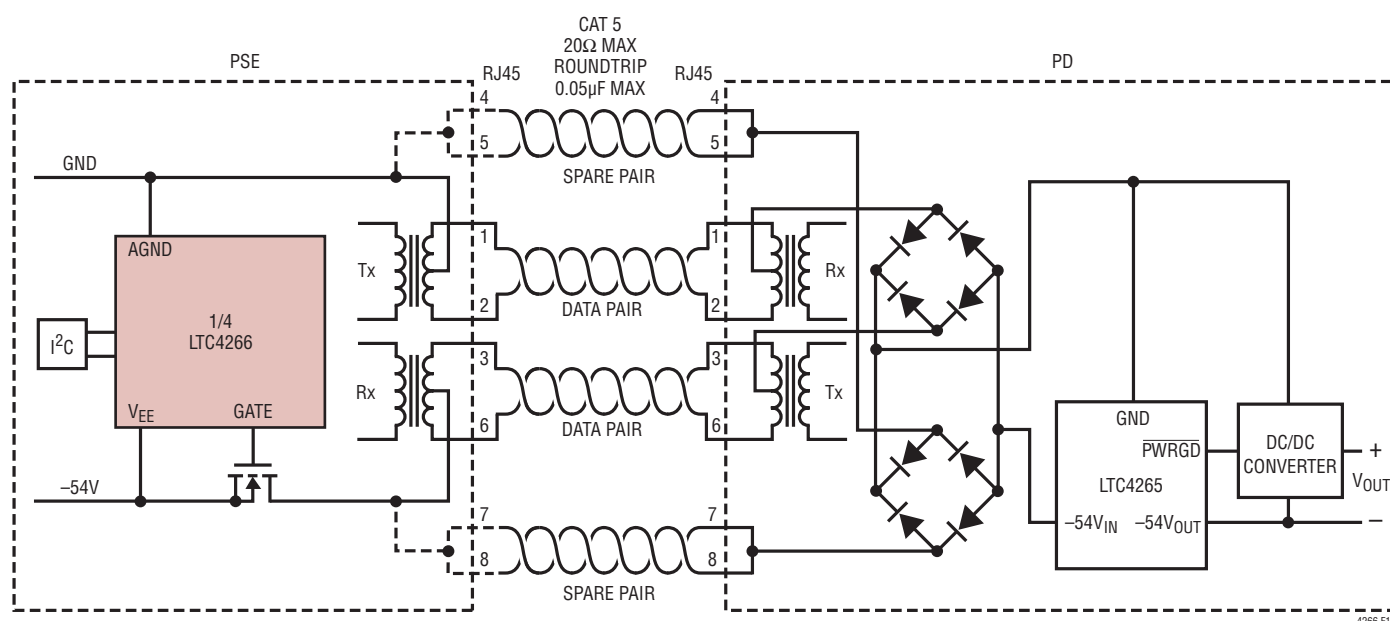 CAT 5
20Ω MAX
ROUNDTRIP
0.05µF MAX
PSE
PD
RJ45
RJ45
4
5
4
5
SPARE PAIR
GND
AGND
1/4
LTC4266
I²C
VEE
GATE
–54V
Tx
1
2
DATA PAIR
1
2
Rx
Rx
3
6
DATA PAIR
3
6
Tx
7
8
7
8
SPARE PAIR
GND
PWRGD
LTC4265
–54VIN
–54VOUT
DC/DC
CONVERTER
+
VOUT
–